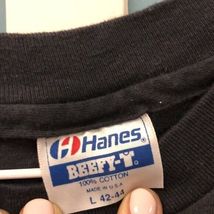 Hanes
BEEFY-T
100% COTTON
MADE IN U.S.A
L 42-44